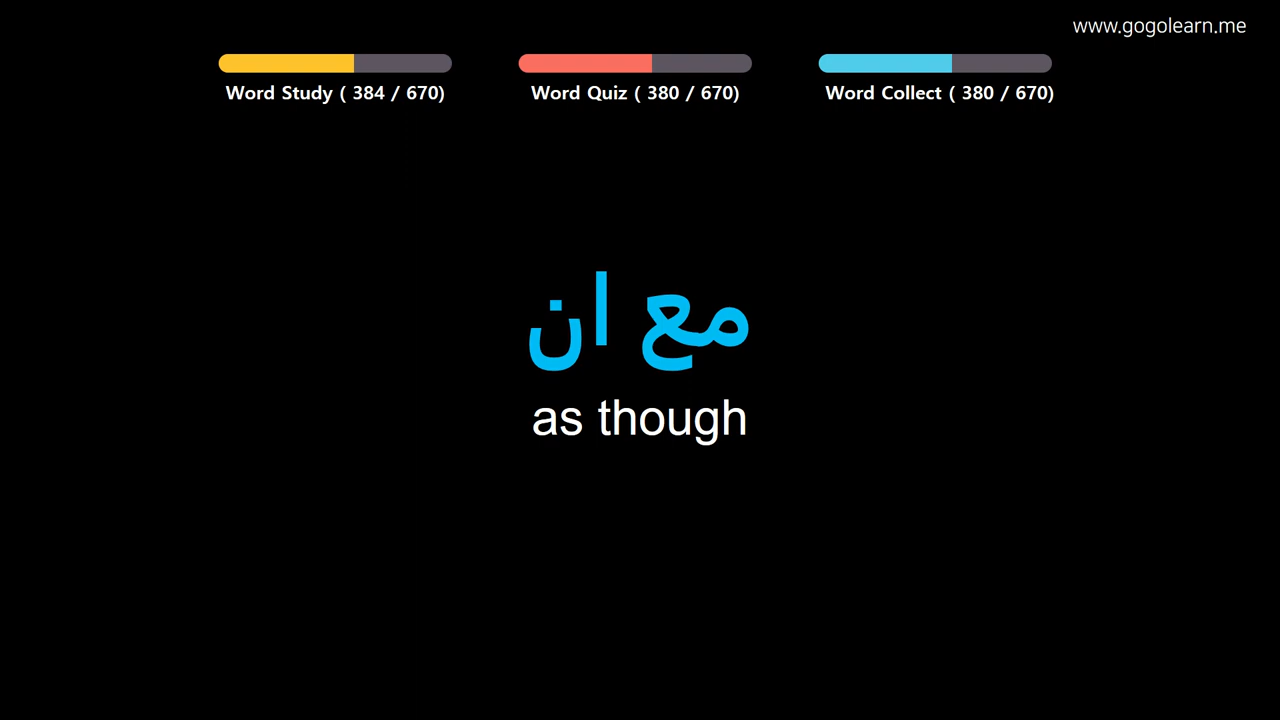 www.gogolearn.me
Word Study ( 384 / 670)
Word Quiz ( 380 / 670)
Word Collect ( 380 / 670)
مع ان
as though